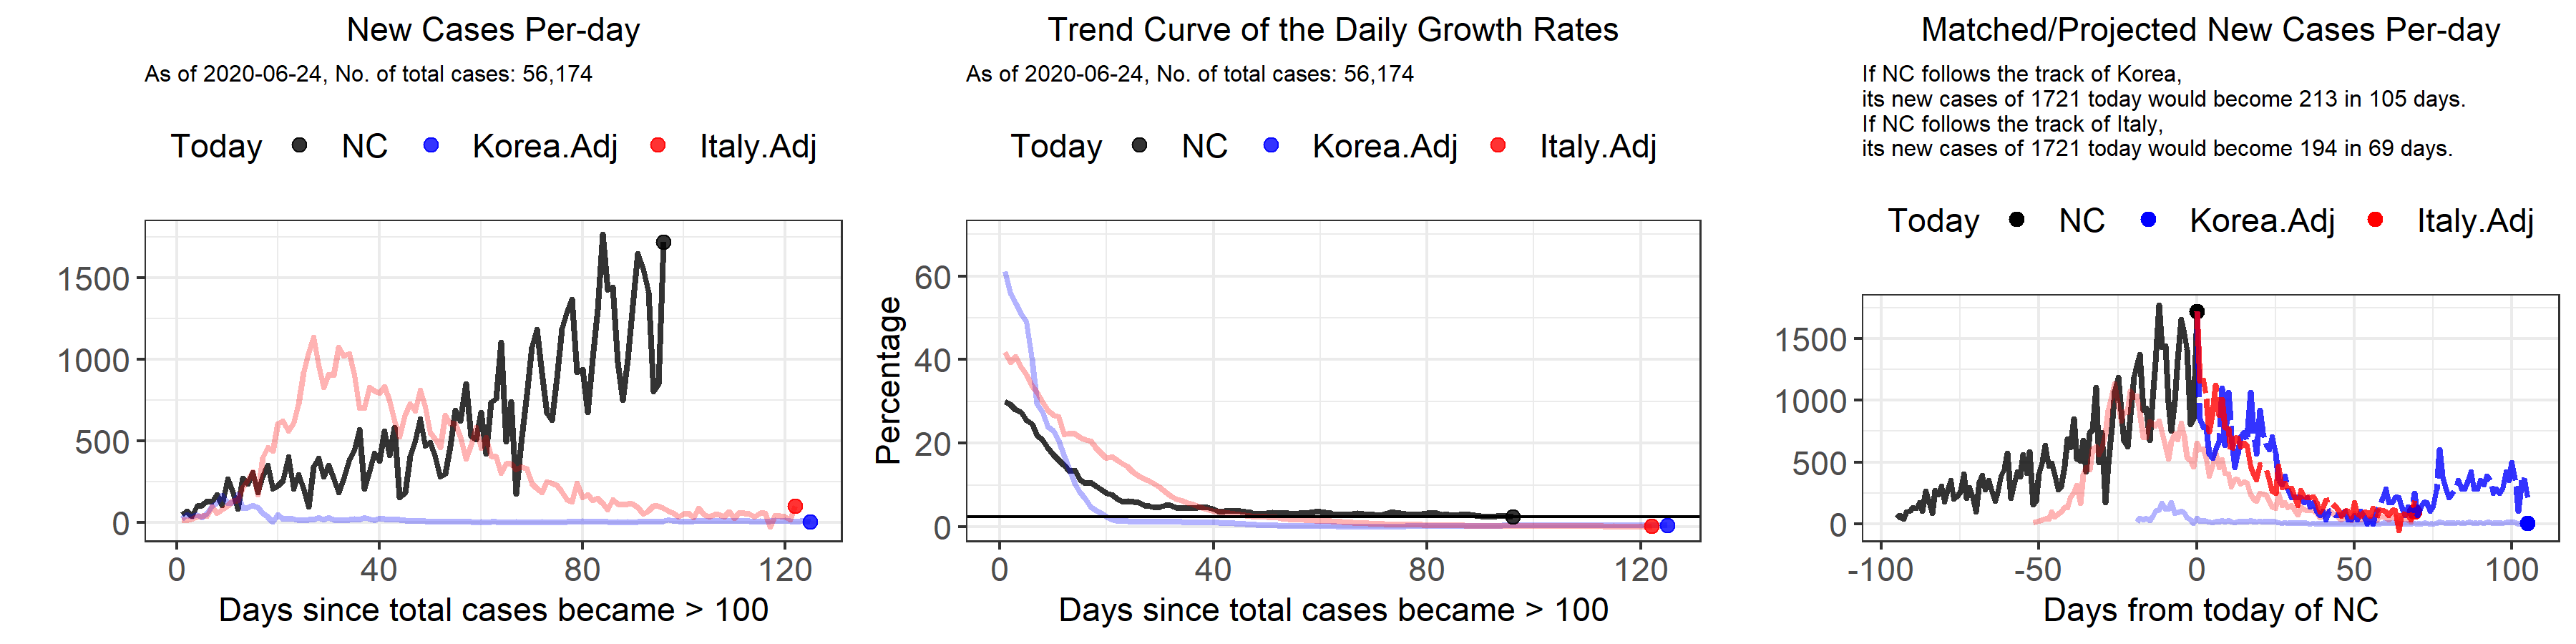 New Cases Per-day
As of 2020-06-24, No. of total cases: 56,174
Today NC Korea.Adj Italy.Adj
1500
1000
500
0
0 40 80 120
Days since total cases became > 100
Trend Curve of the Daily Growth Rates
As of 2020-06-24, No. of total cases: 56,174
Today NC Korea.Adj Italy.Adj
Percentage
60
40
20
0
0 40 80 120
Days since total cases became > 100
Matched/Projected New Cases Per-day
If NC follows the track of Korea,
its new cases of 1721 today would become 213 in 105 days.
If NC follows the track of Italy,
its new cases of 1721 today would become 194 in 69 days.
Today NC Korea.Adj Italy.Adj
1500
1000
500
0
-100 -50 0 50 100
Days from today of NC